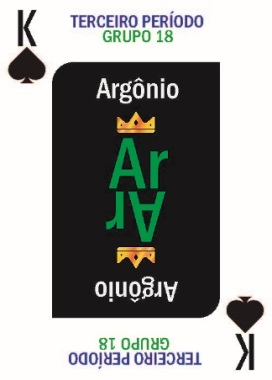 K
TERCEIRO PERÍODO
GRUPO 18
Argônio
Ar
Ar
Argônio
GRUPO 18
TERCEIRO PERÍODO
K